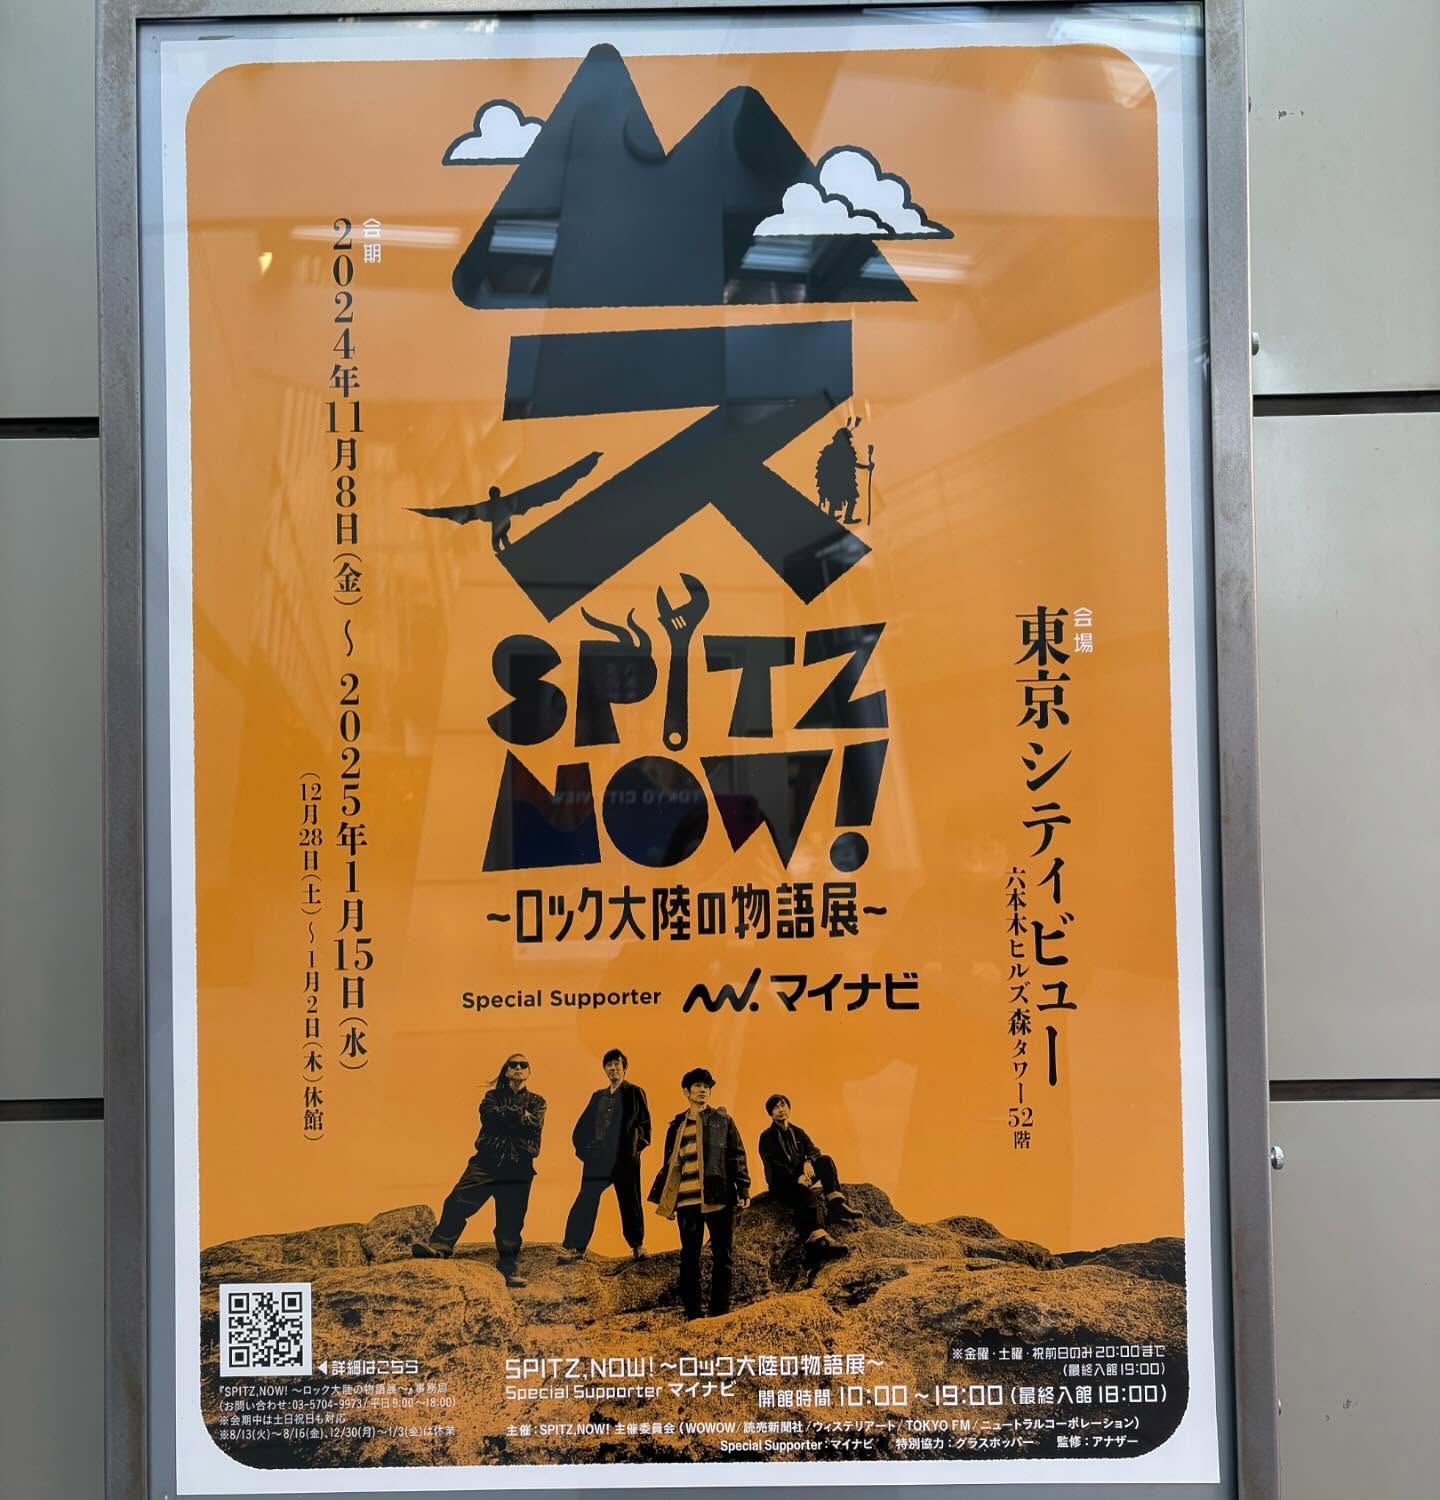 会期
2024年11月8日(金)～2025年1月15日(水)
(12月28日(土)～1月2日(木)休館)
SPITZ
NOW!
～ロック大陸の物語展～
Special Supporter マイナビ
会場
東京シティビュー
六本木ヒルズ森タワー52階
◀詳細はこちら
『SPITZ,NOW! ～ロック大陸の物語展～』事務局
(お問い合わせ:03-5704-9973/平日9:00～18:00)
※会期中は土日祝日も対応
※8/13(火)～8/16(金)、12/30(月)～1/3(金)は休業
SPITZ,NOW! ～ロック大陸の物語展～
Special Supporter マイナビ 開館時間 10:00～19:00(最終入館18:00)
※金曜・土曜・祝前日のみ20:00まで
(最終入館19:00)
主催:SPITZ,NOW! 主催委員会(WOWOW/読売新聞社/ウィステリアート/TOKYO FM/ニュートラルコーポレーション)
Special Supporter:マイナビ 特別協力:グラスホッパー 監修:アナザー